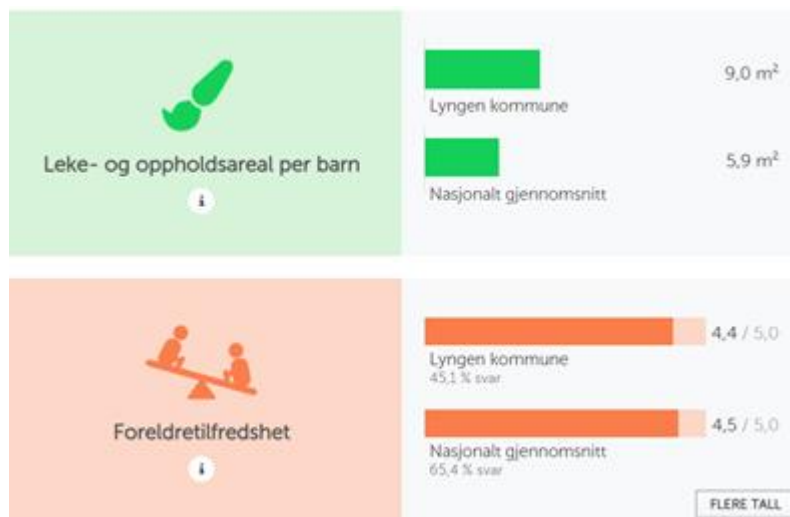 Leke- og oppholdsareal per barn
i
9,0 m²
Lyngen kommune
5,9 m²
Nasjonalt gjennomsnitt
Foreldretilfredshet
i
4,4 / 5,0
Lyngen kommune
45,1 % svar
4,5 / 5,0
Nasjonalt gjennomsnitt
65,4 % svar
FLERE TALL